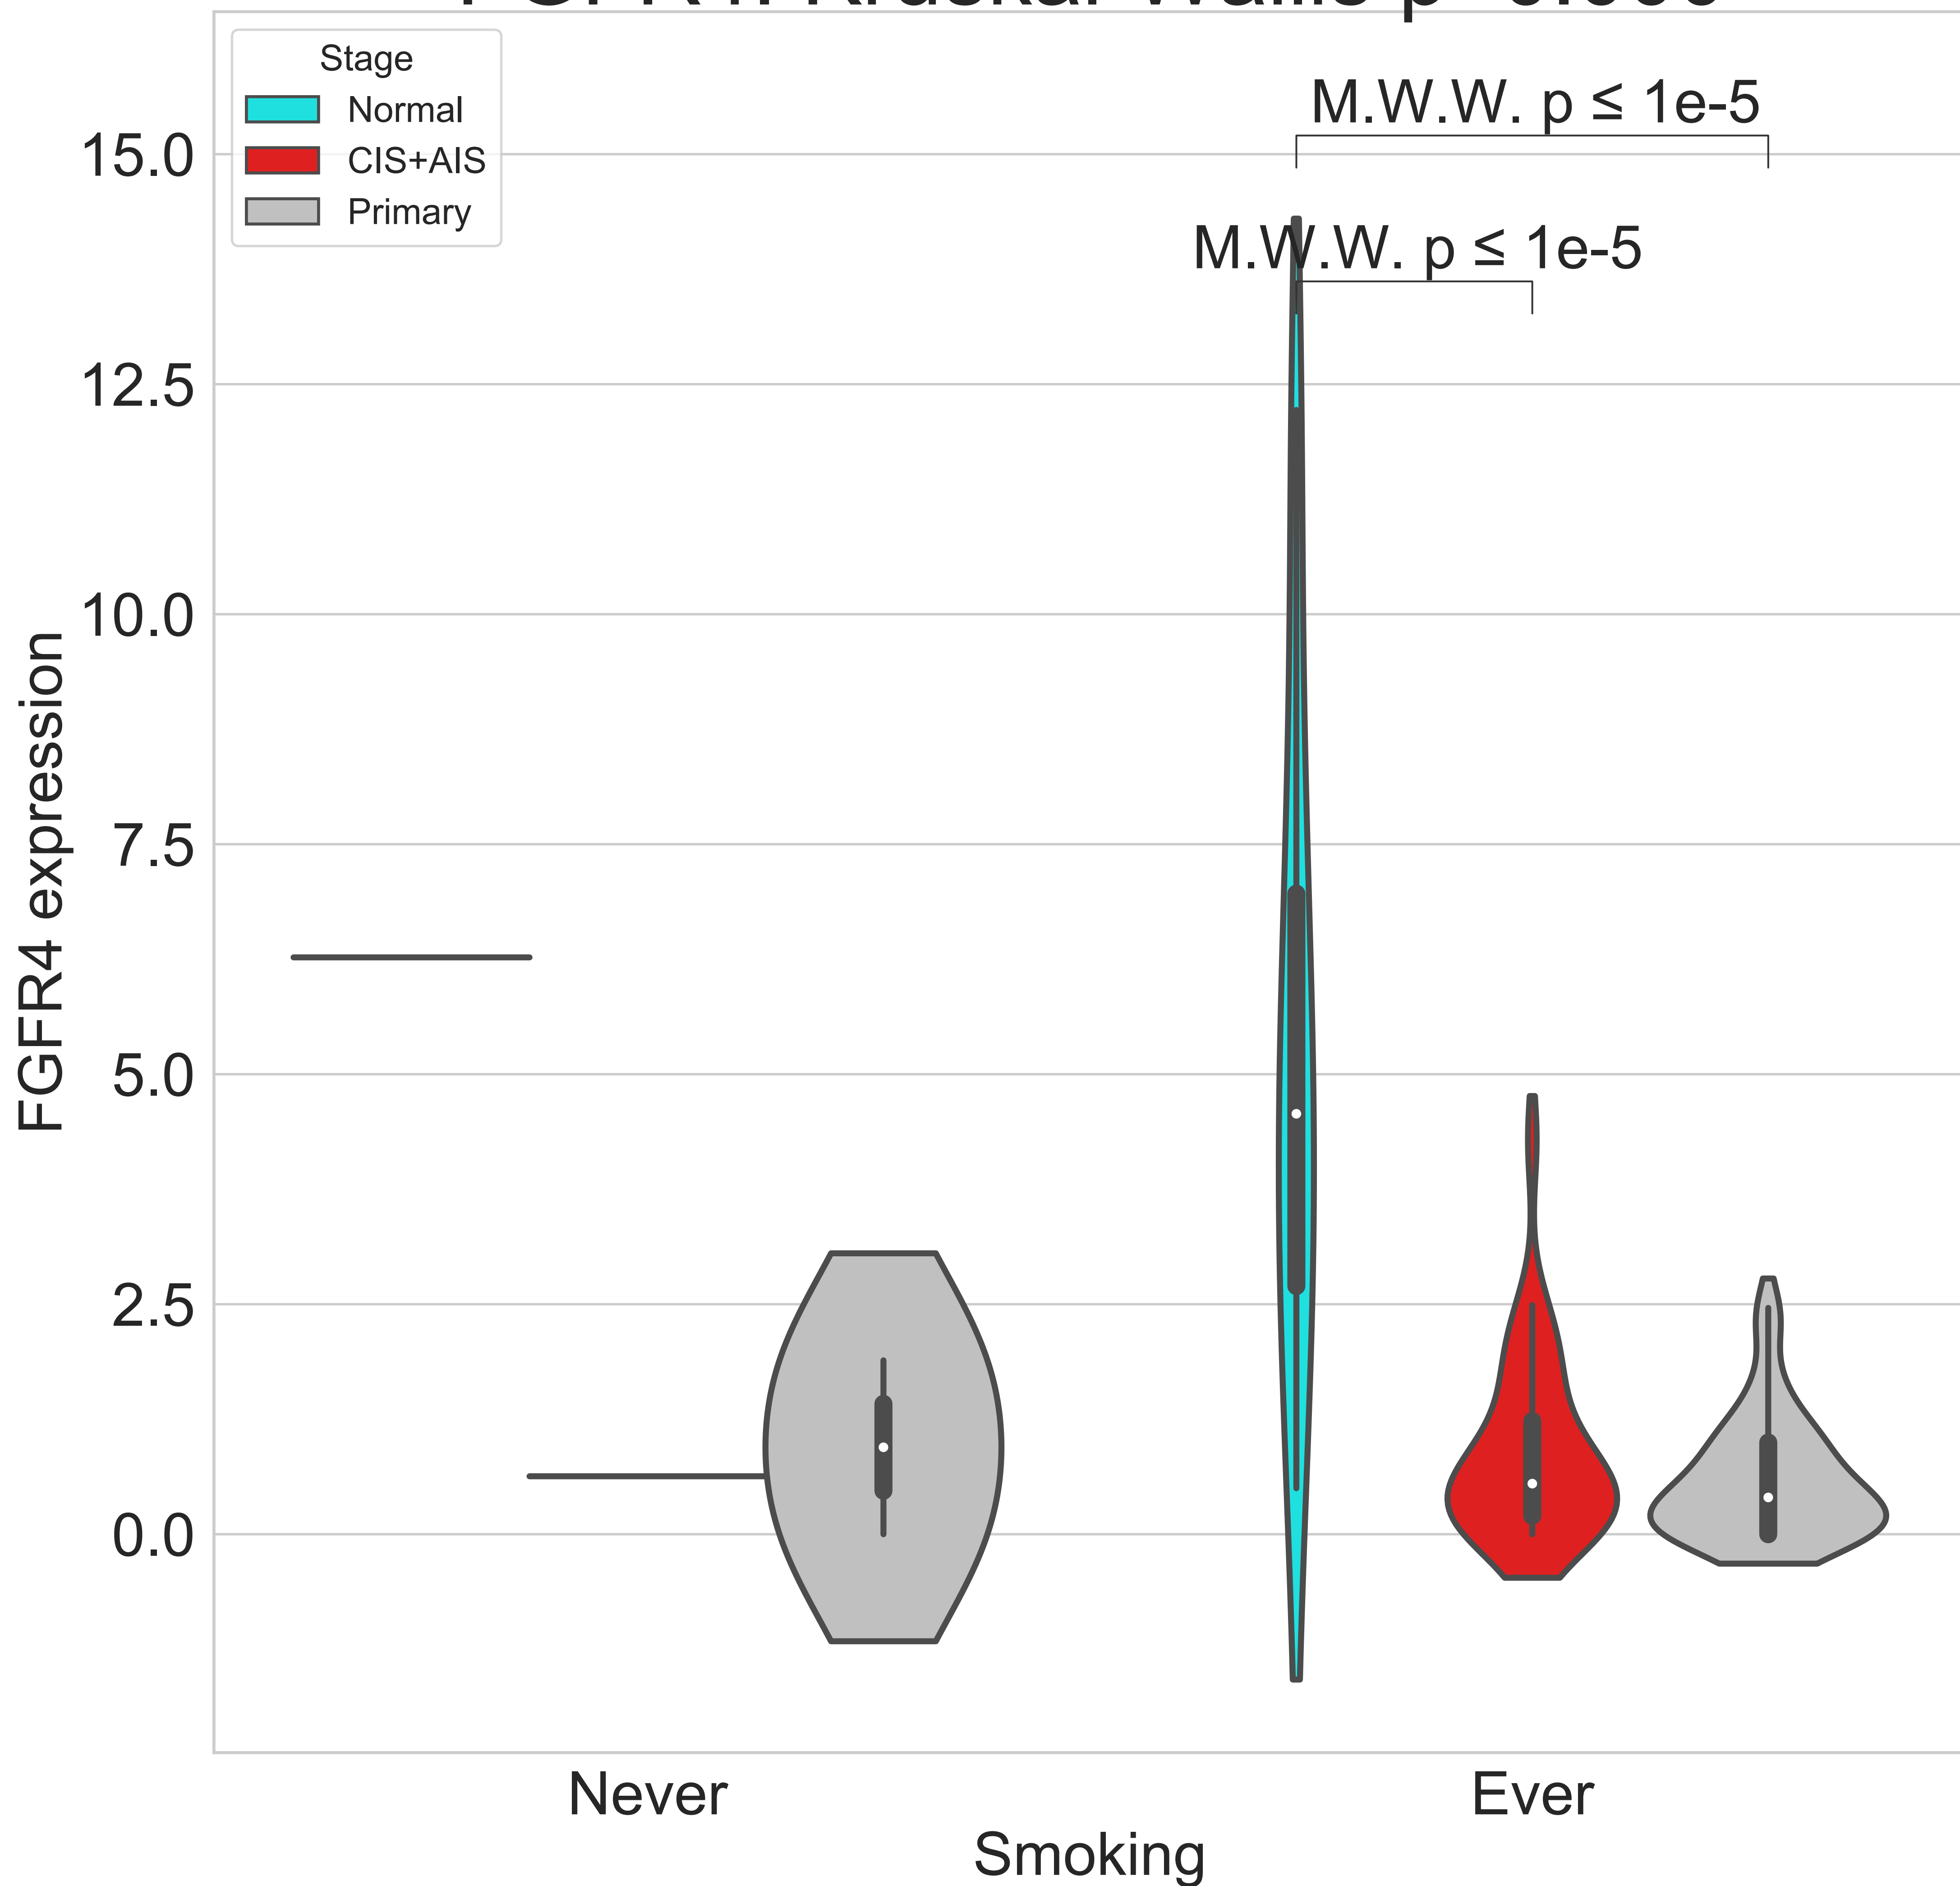 Stage
Normal
CIS+AIS
Primary
M.W.W. p ≤ 1e-5
M.W.W. p ≤ 1e-5
15.0
12.5
10.0
7.5
5.0
2.5
0.0
FGFR4 expression
Never
Ever
Smoking